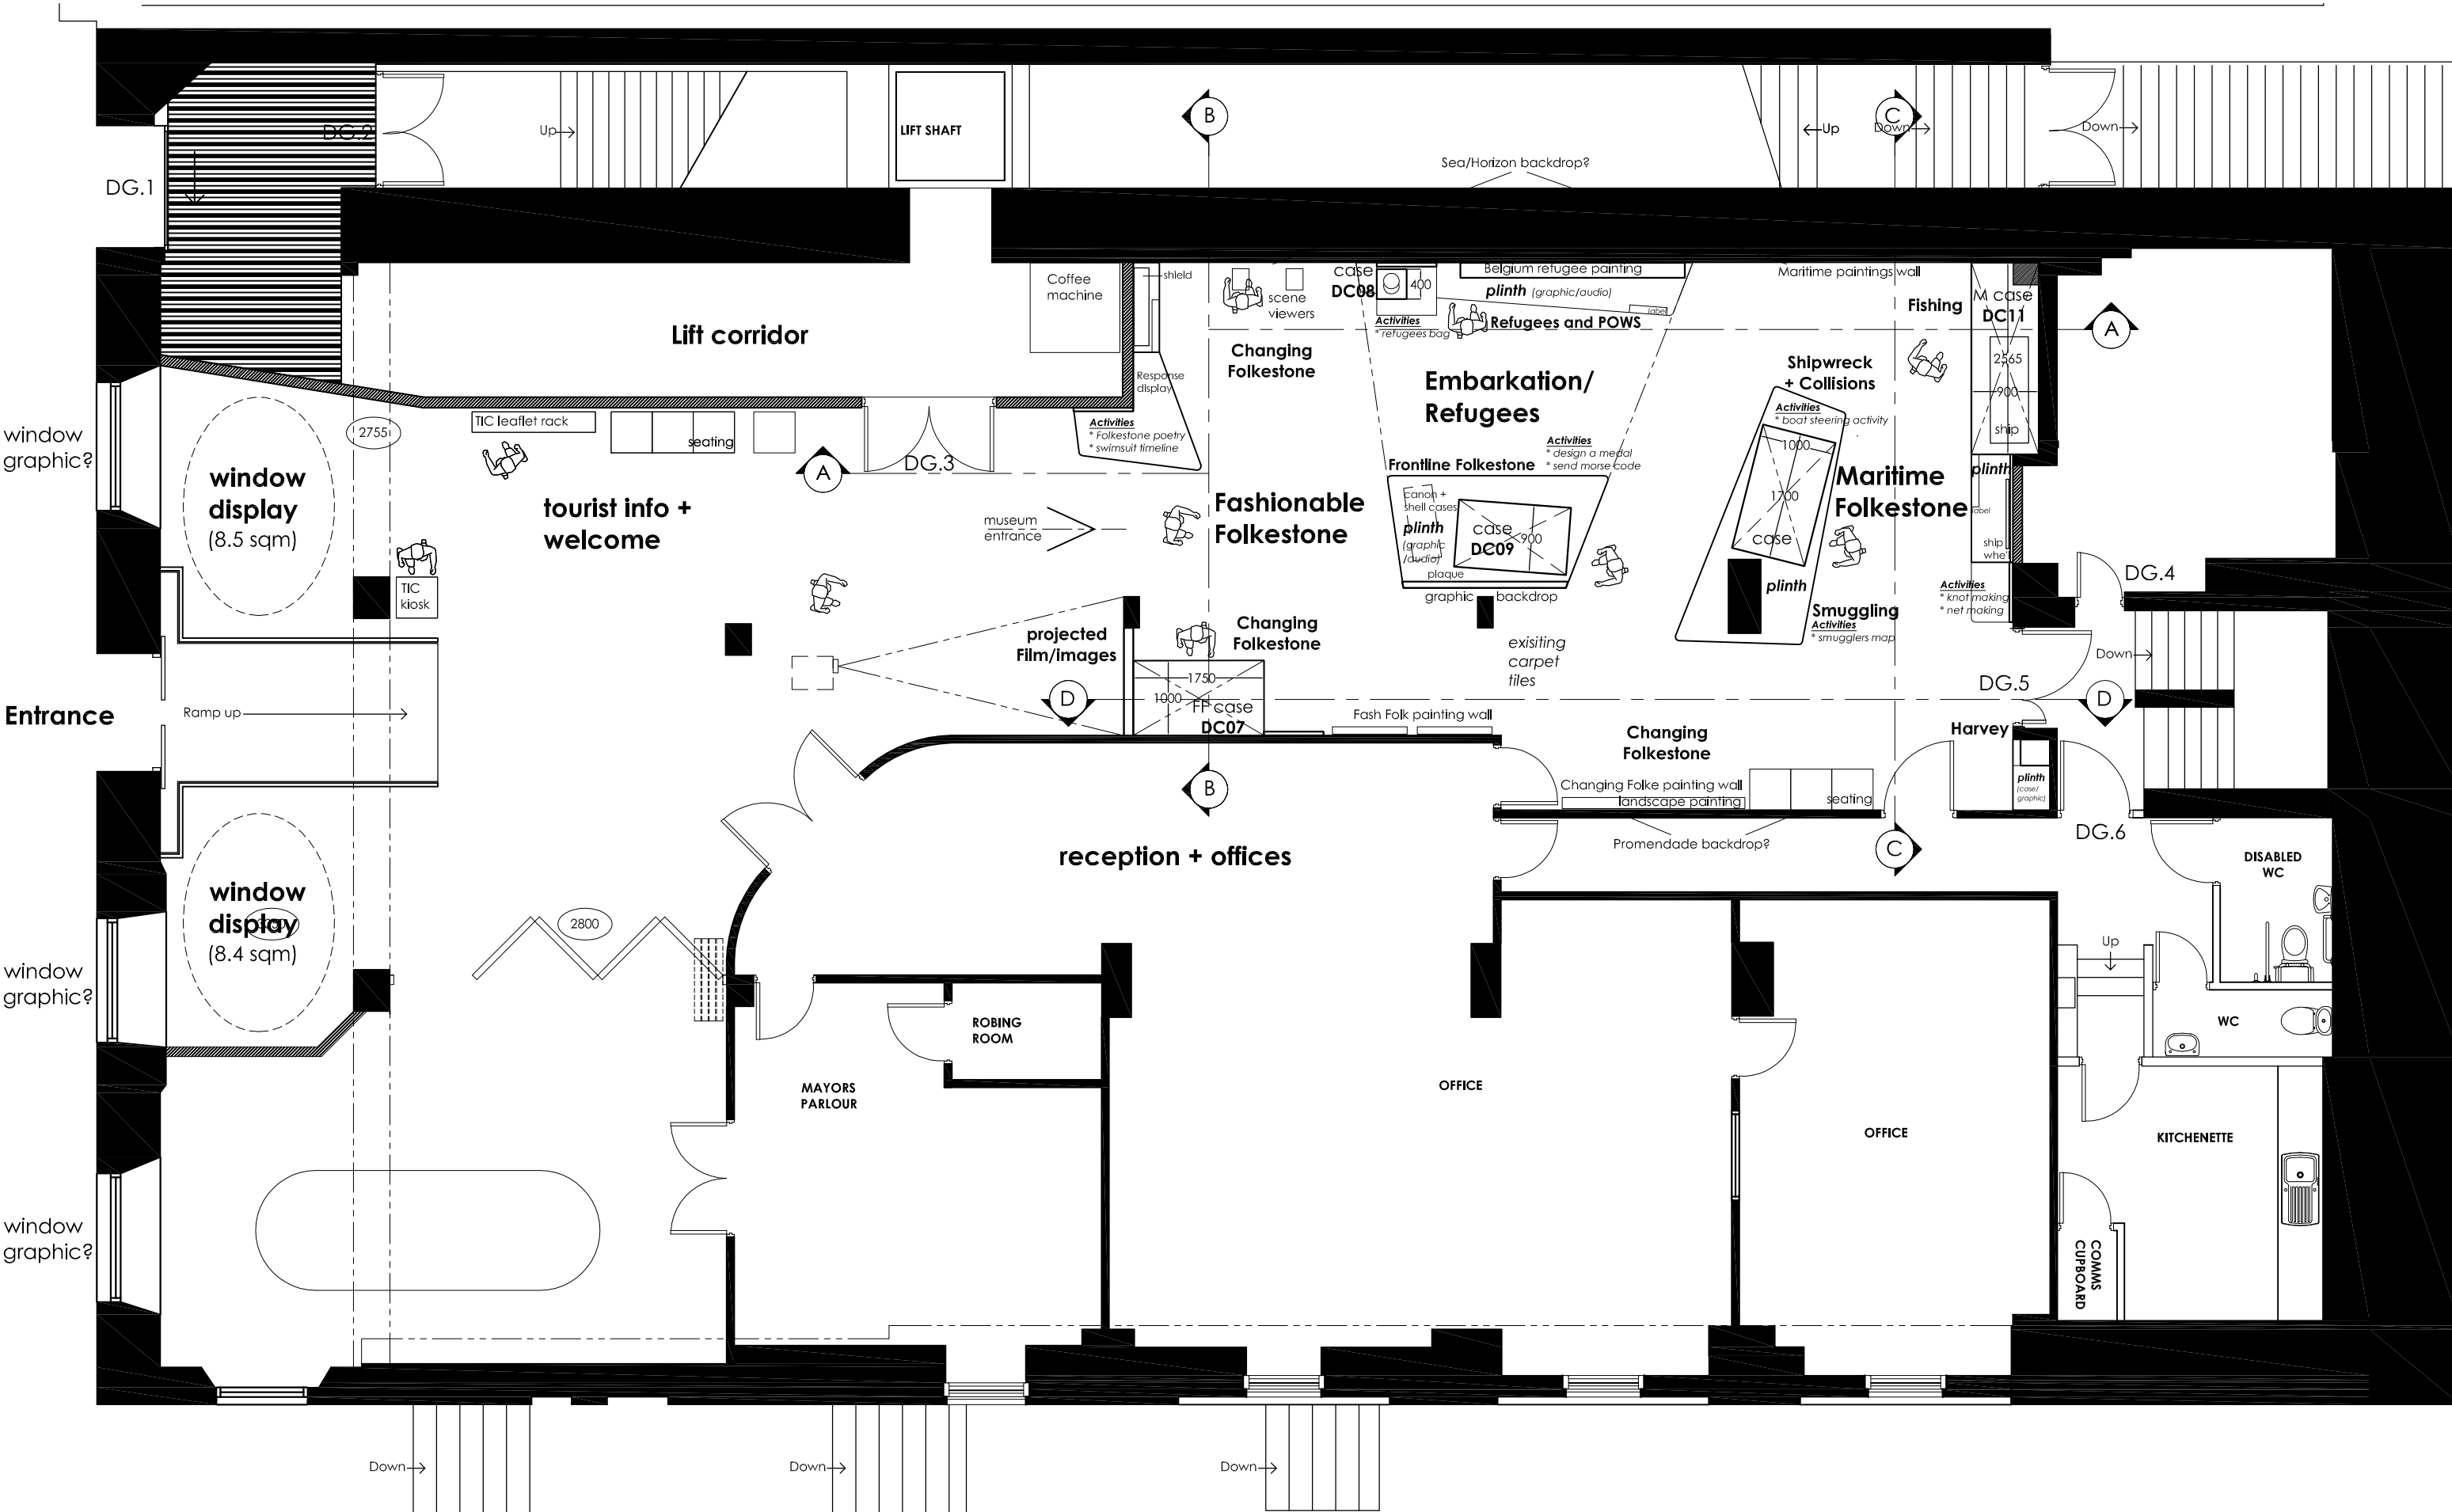 DG.2
Up
LIFT SHAFT
B
Up
C
Down
Down
Sea/Horizon backdrop?
DG.1
Coffee
machine
shield
scene
viewers
case
DC08
400
Belgium refugee painting
plinth (graphic/audio)
label
Maritime paintings wall
Fishing
M case
DC11
A
Lift corridor
Activities
* refugees bag
Refugees and POWS
Changing
Folkestone
Response
display
Embarkation/
Refugees
Shipwreck
+ Collisions
2565
900
ship
Activities
* boat steering activity
window
graphic?
2755
TIC leaflet rack
seating
Activities
* Folkestone poetry
* swimsuit timeline
A
DG.3
window
display
(8.5 sqm)
tourist info +
welcome
museum
entrance
Fashionable
Folkestone
Frontline Folkestone
Activities
* design a medal
* send morse code
canon +
shell cases
plinth
(graphic
/audio)
case
DC09
900
plaque
graphic backdrop
1000
1700
case
Maritime
Folkestone
plinth
label
ship
TIC
kiosk
plinth
Activities
* knot making
* net making
DG.4
Smuggling
Activities
* smugglers map
Changing
Folkestone
projected
Film/images
exisiting
carpet
tiles
Down
DG.5
Entrance
Ramp up
D
1750
1000
FF case
DC07
Fash Folk painting wall
D
Harvey
Changing
Folkestone
B
Changing Folke painting wall
landscape painting
seating
plinth
(case/
graphic)
DG.6
Promendade backdrop?
C
reception + offices
DISABLED
WC
window
display
(8.4 sqm)
2800
Up
window
graphic?
WC
ROBING
ROOM
MAYORS
PARLOUR
OFFICE
OFFICE
KITCHENETTE
window
graphic?
COMMS
CUPBOARD
Down
Down
Down